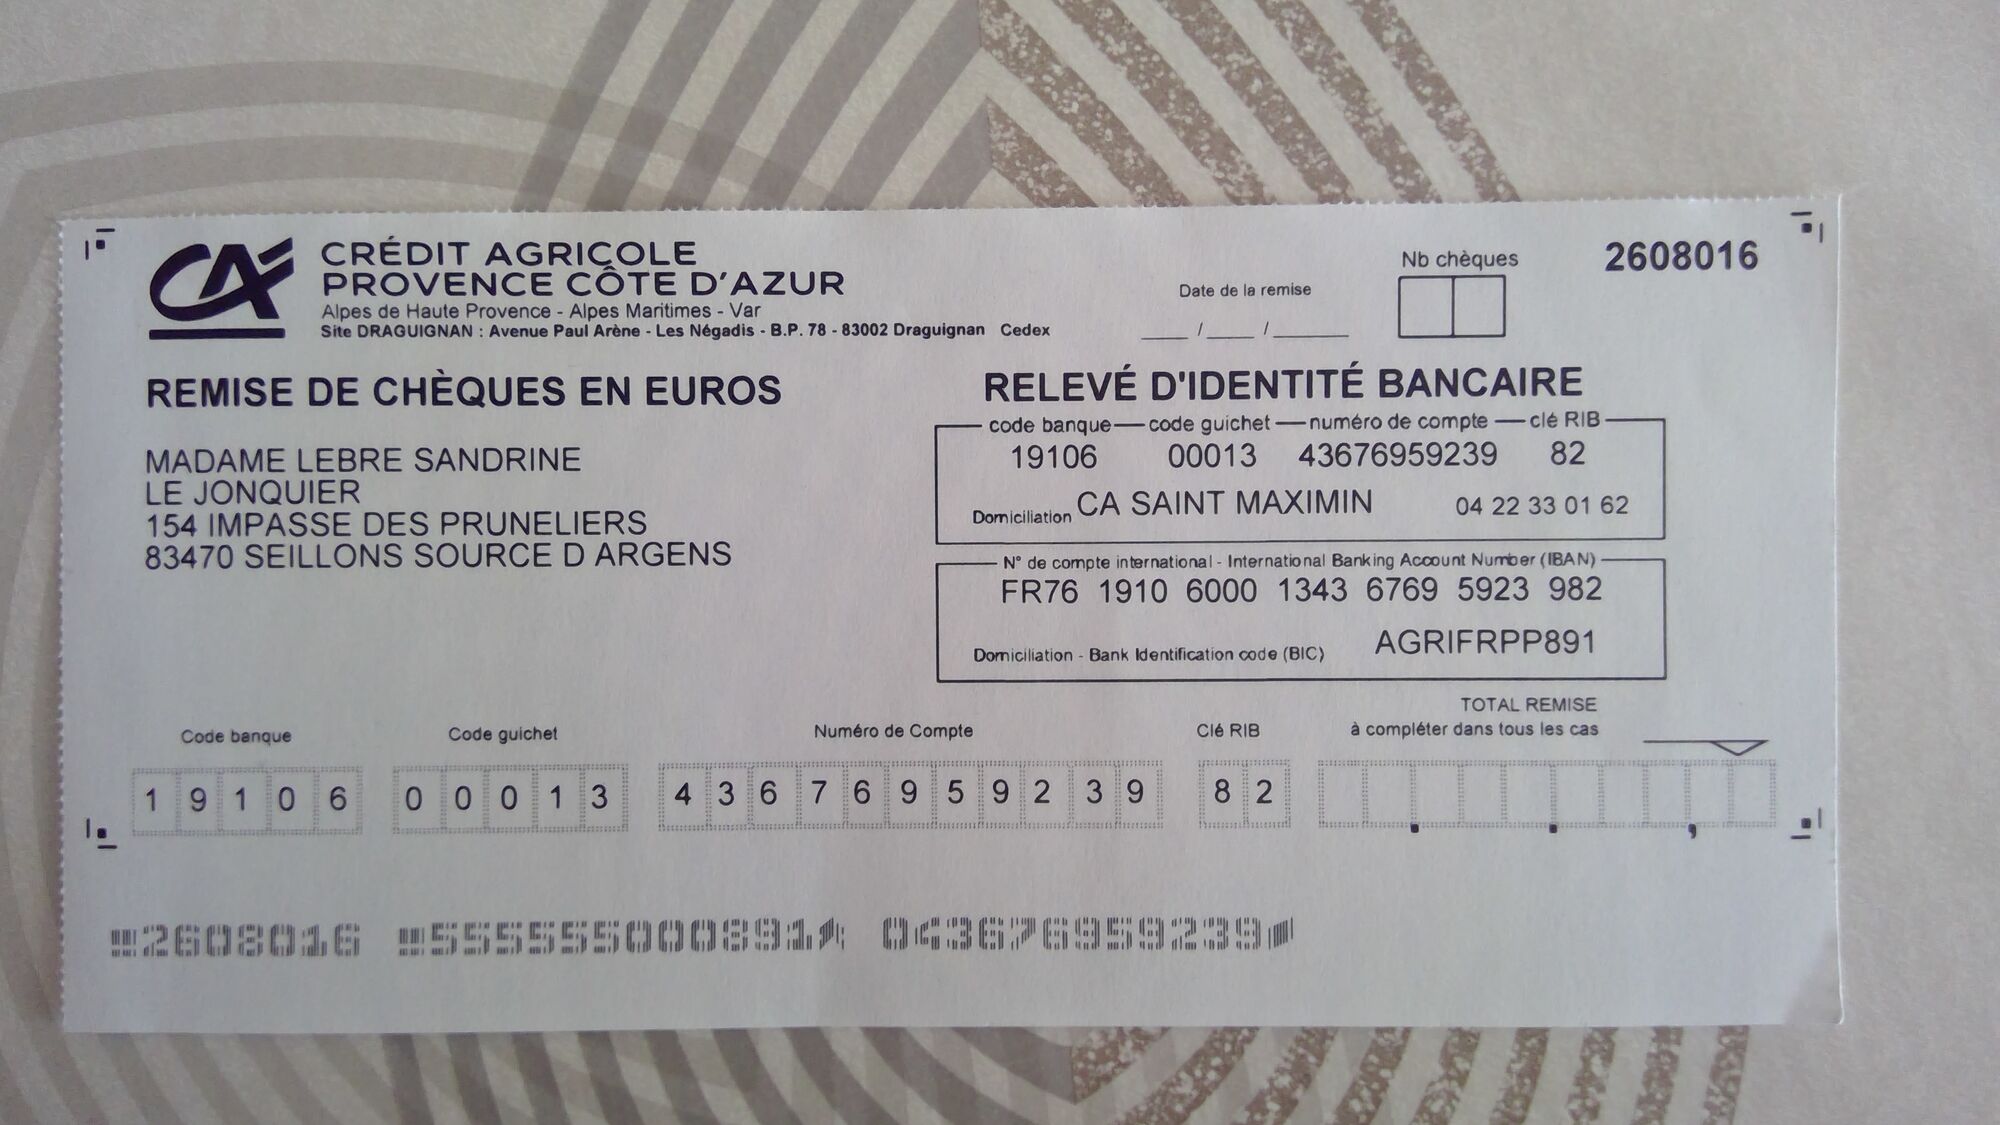 CRÉDIT AGRICOLE
PROVENCE CÔTE D'AZUR
Alpes de Haute Provence - Alpes Maritimes - Var
Site DRAGUIGNAN : Avenue Paul Arène - Les Négadis - B.P. 78 - 83002 Draguignan Cedex
Date de la remise
__ / __ / ____
Nb chèques
2608016
REMISE DE CHÈQUES EN EUROS
MADAME LEBRE SANDRINE
LE JONQUIER
154 IMPASSE DES PRUNELIERS
83470 SEILLONS SOURCE D ARGENS
RELEVÉ D'IDENTITÉ BANCAIRE
code banque code guichet numéro de compte clé RIB
19106 00013 43676959239 82
Domiciliation CA SAINT MAXIMIN 04 22 33 01 62
N° de compte international - International Banking Account Number (IBAN)
FR76 1910 6000 1343 6769 5923 982
Domiciliation - Bank Identification code (BIC) AGRIFRPP891
TOTAL REMISE
à compléter dans tous les cas
Code banque Code guichet Numéro de Compte Clé RIB
1 9 1 0 6 0 0 0 1 3 4 3 6 7 6 9 5 9 2 3 9 8 2
2608016 555555000891 043676959239